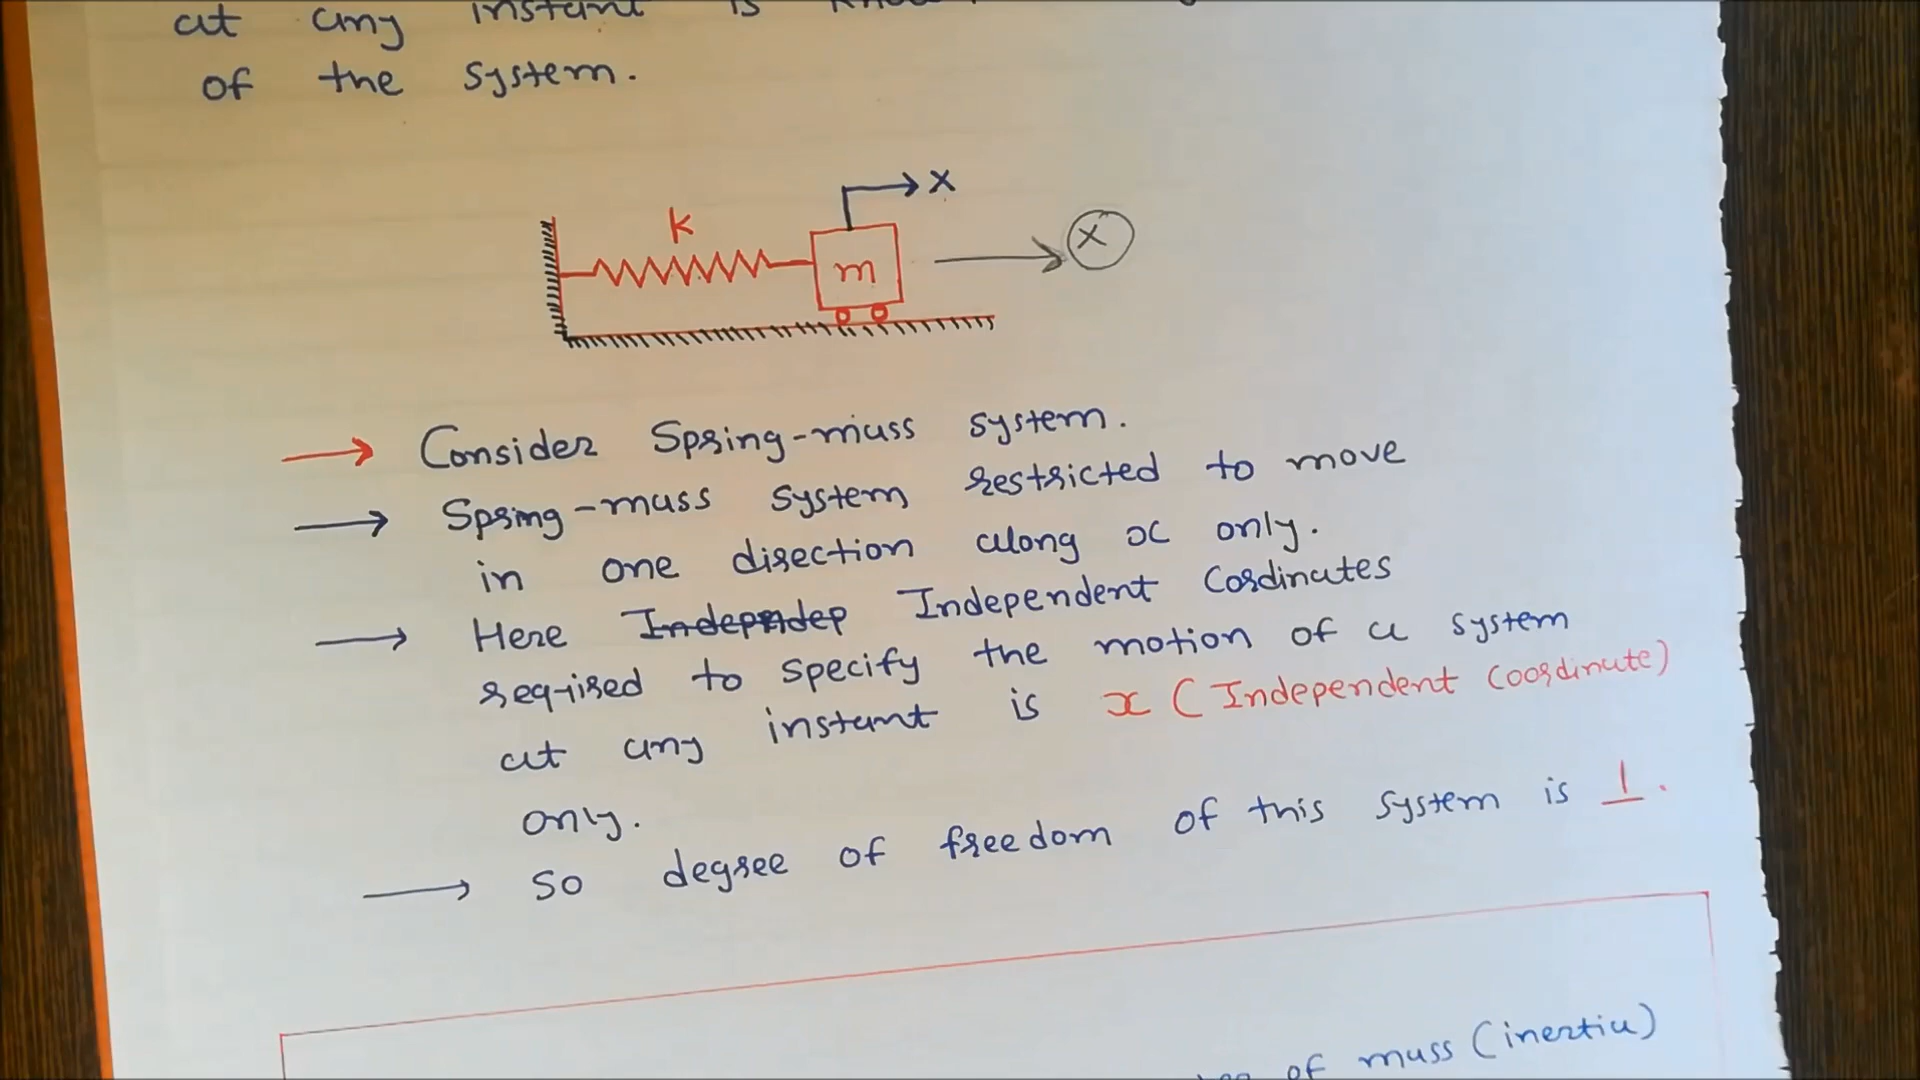 at any instant is
of the system.
x
k
m
x
→ Consider Spring-mass system.
→ Spring-mass system restricted to move
in one direction along x only.
→ Here Indepndep Independent Cordinates
required to specify the motion of a system
at any instant is x (Independent Coordinate)
only.
→ So degree of freedom of this system is 1.
of mass (inertia)